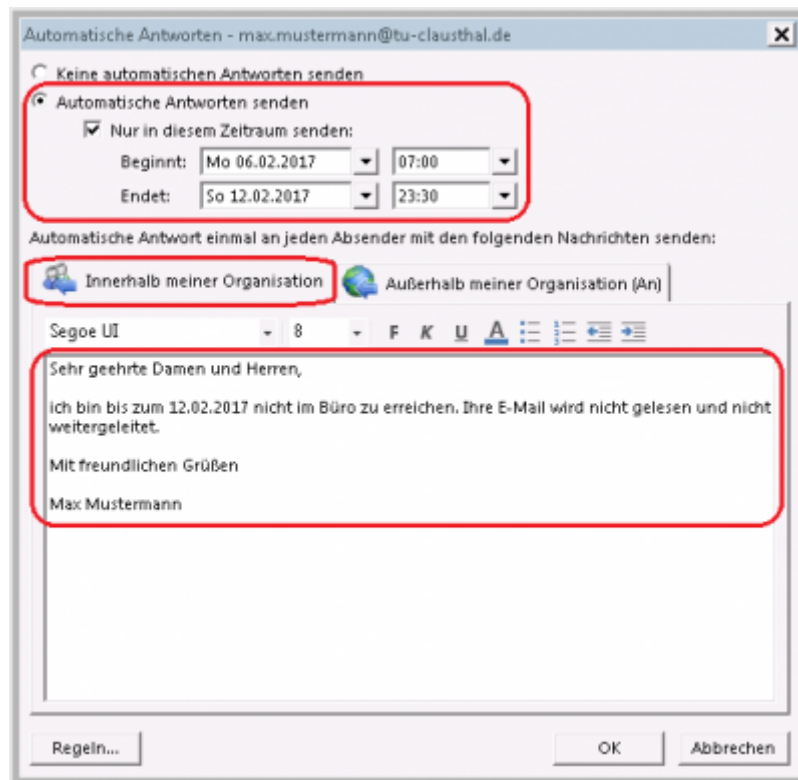 Automatische Antworten - max.mustermann@tu-clausthal.de
Keine automatischen Antworten senden
Automatische Antworten senden
Nur in diesem Zeitraum senden:
Beginnt: Mo 06.02.2017 07:00
Endet: So 12.02.2017 23:30
Automatische Antwort einmal an jeden Absender mit den folgenden Nachrichten senden:
Innerhalb meiner Organisation Außerhalb meiner Organisation (An)
Segoe UI 8 F K U A
Sehr geehrte Damen und Herren,
ich bin bis zum 12.02.2017 nicht im Büro zu erreichen. Ihre E-Mail wird nicht gelesen und nicht
weitergeleitet.
Mit freundlichen Grüßen
Max Mustermann
Regeln... OK Abbrechen